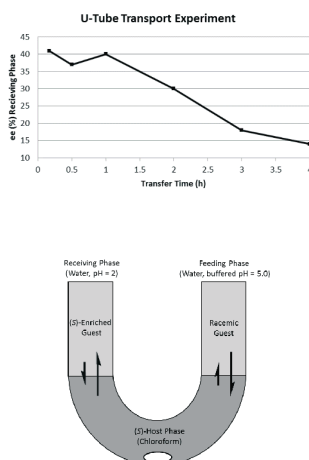 U-Tube Transport Experiment
ee (%) Recieving Phase
45
40
35
30
25
20
15
10
0 0.5 1 1.5 2 2.5 3 3.5
Transfer Time (h)
Receiving Phase
(Water, pH = 2)
Feeding Phase
(Water, buffered pH = 5.0)
(S)-Enriched
Guest
Racemic
Guest
(S)-Host Phase
(Chloroform)